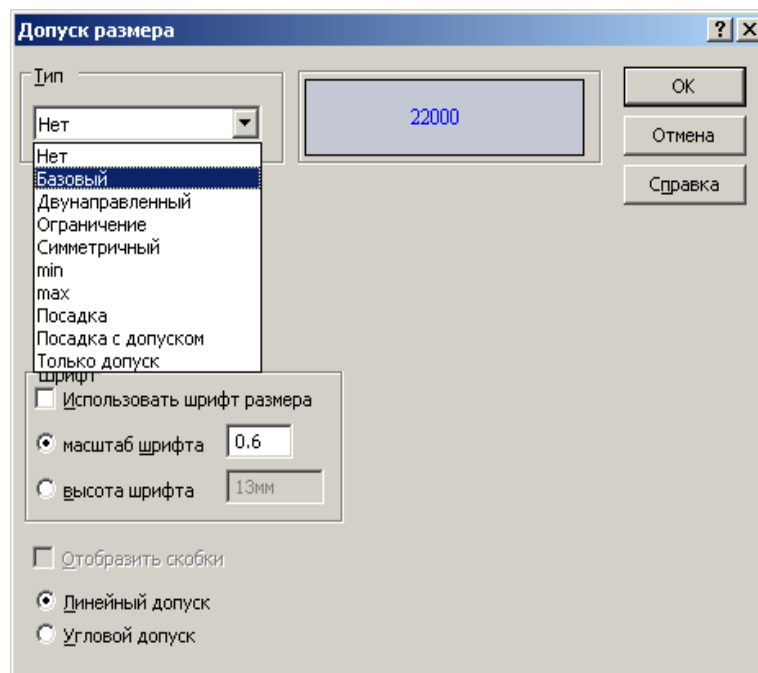 Допуск размера
Тип
22000
OK
Нет
Отмена
Нет
Базовый
Справка
Двунаправленный
Ограничение
Симметричный
min
max
Посадка
Посадка с допуском
Только допуск
Шрифт
Использовать шрифт размера
масштаб шрифта 0.6
высота шрифта 13мм
Отобразить скобки
Линейный допуск
Угловой допуск